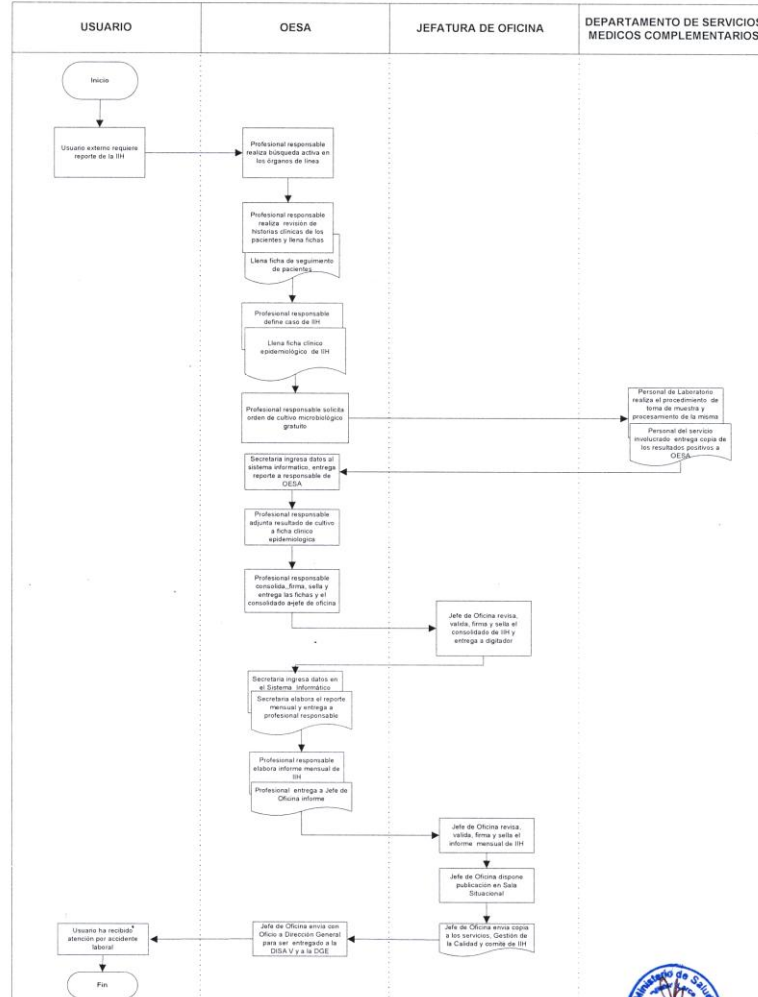 USUARIO
OESA
JEFATURA DE OFICINA
DEPARTAMENTO DE SERVICIOS
MEDICOS COMPLEMENTARIOS
Inicio
Usuario externo requiere
reporte de la IIH
Profesional responsable
realiza búsqueda activa en
los órganos de línea
Profesional responsable
realiza revisión de
historias clínicas de los
pacientes y llena fichas
Llena ficha de seguimiento
de pacientes
Profesional responsable
define caso de IIH
Llena ficha clínico
epidemiológico de IIH
Profesional responsable solicita
orden de cultivo microbiológico
gratuito
Personal de Laboratorio
realiza el procedimiento de
toma de muestra y
procesamiento de la misma
Personal del servicio
involucrado entrega copia de
los resultados positivos a
OESA
Secretaria ingresa datos al
sistema informatico, entrega
reporte a responsable de
OESA
Profesional responsable
adjunta resultado de cultivo
a ficha clínico
epidemiologica
Profesional responsable
consolida, firma, sella y
entrega las fichas y el
consolidado a jefe de oficina
Jefe de Oficina revisa,
valida, firma y sella el
consolidado de IIH y
entrega a digitador
Secretaria ingresa datos en
el Sistema Informático
Secretaria elabora el reporte
mensual y entrega a
profesional responsable
Profesional responsable
elabora informe mensual de
IIH
Profesional entrega a Jefe de
Oficina informe
Jefe de Oficina revisa,
valida, firma y sella el
informe mensual de IIH
Jefe de Oficina dispone
publicación en Sala
Situacional
Jefe de Oficina envia copia
a los servicios, Gestión de
la Calidad y comité de IIH
Jefe de Oficina envia con
Oficio a Dirección General
para ser entregado a la
DISA V y a la DGE
Usuario ha recibido
atención por accidente
laboral
Fin
Ministerio de Salud